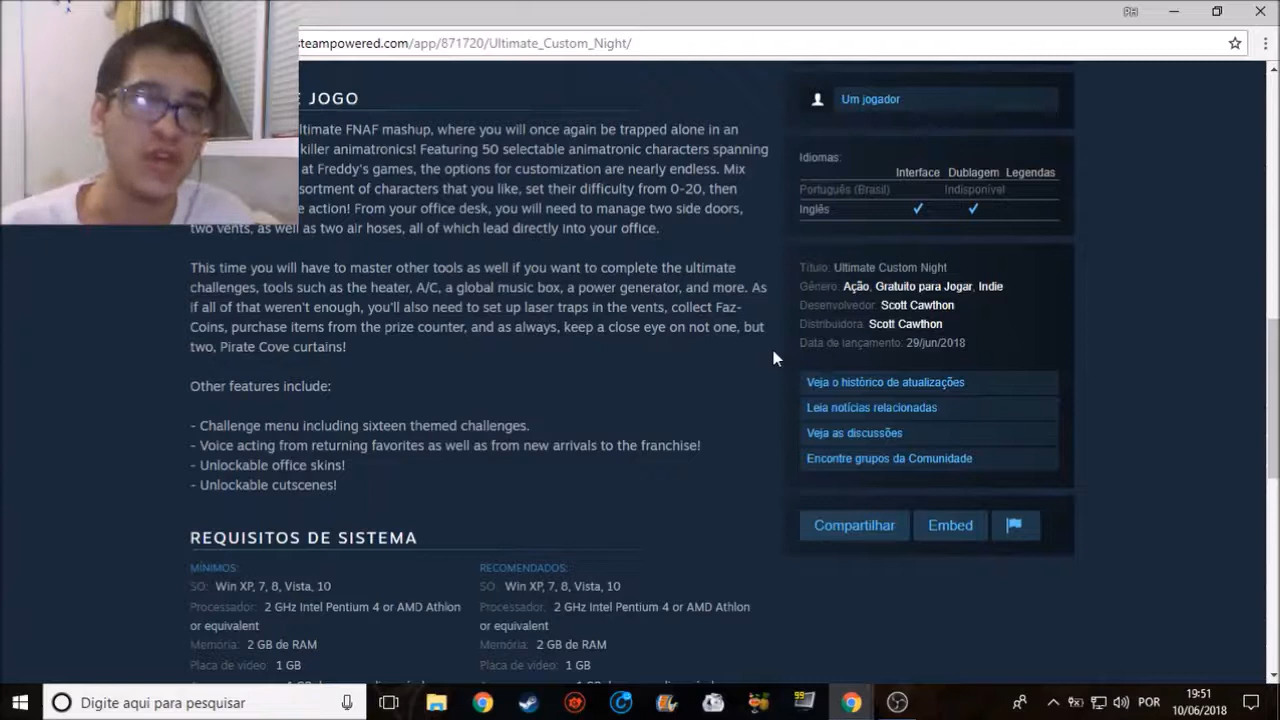 PH
steampowered.com/app/871720/Ultimate_Custom_Night/
E JOGO
ltimate FNAF mashup, where you will once again be trapped alone in an
killer animatronics! Featuring 50 selectable animatronic characters spanning
at Freddy's games, the options for customization are nearly endless. Mix
sortment of characters that you like, set their difficulty from 0-20, then
e action! From your office desk, you will need to manage two side doors,
two vents, as well as two air hoses, all of which lead directly into your office.
This time you will have to master other tools as well if you want to complete the ultimate
challenges, tools such as the heater, A/C, a global music box, a power generator, and more. As
if all of that weren't enough, you'll also need to set up laser traps in the vents, collect Faz-
Coins, purchase items from the prize counter, and as always, keep a close eye on not one, but
two, Pirate Cove curtains!
Other features include:
- Challenge menu including sixteen themed challenges.
- Voice acting from returning favorites as well as from new arrivals to the franchise!
- Unlockable office skins!
- Unlockable cutscenes!
REQUISITOS DE SISTEMA
MÍNIMOS:
SO: Win XP, 7, 8, Vista, 10
Processador: 2 GHz Intel Pentium 4 or AMD Athlon
or equivalent
Memória: 2 GB de RAM
Placa de vídeo: 1 GB
RECOMENDADOS:
SO: Win XP, 7, 8, Vista, 10
Processador: 2 GHz Intel Pentium 4 or AMD Athlon
or equivalent
Memória: 2 GB de RAM
Placa de vídeo: 1 GB
Um jogador
Idiomas:
Interface Dublagem Legendas
Português (Brasil) Indisponível
Inglês ✓ ✓
Título: Ultimate Custom Night
Gênero: Ação, Gratuito para Jogar, Indie
Desenvolvedor: Scott Cawthon
Distribuidora: Scott Cawthon
Data de lançamento: 29/jun/2018
Veja o histórico de atualizações
Leia notícias relacionadas
Veja as discussões
Encontre grupos da Comunidade
Compartilhar
Embed
Digite aqui para pesquisar
99
POR
19:51
10/06/2018